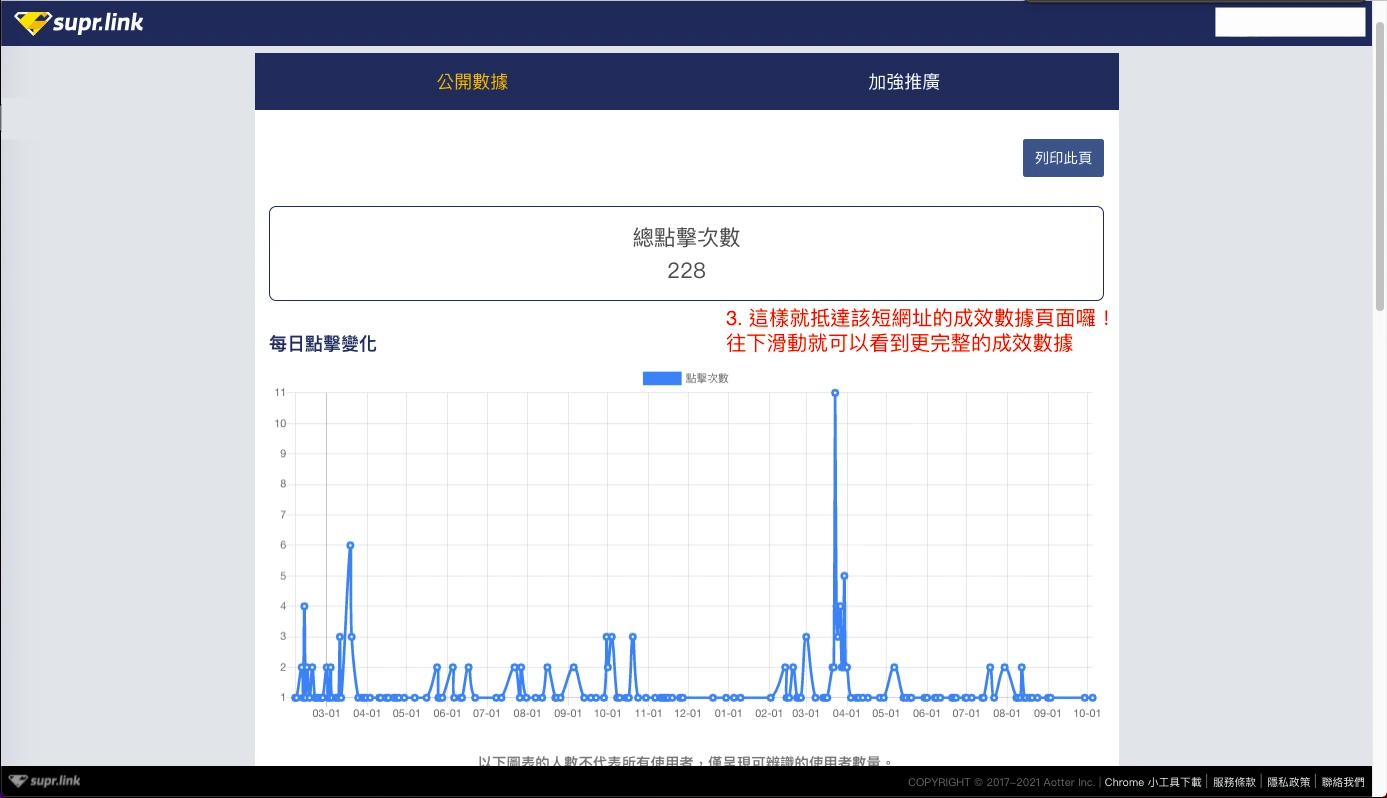 supr.link
公開數據
加強推廣
列印此頁
總點擊次數
228
3. 這樣就抵達該短網址的成效數據頁面囉！
往下滑動就可以看到更完整的成效數據
每日點擊變化
點擊次數
11
10
9
8
7
6
5
4
3
2
1
03-01 04-01 05-01 06-01 07-01 08-01 09-01 10-01 11-01 12-01 01-01 02-01 03-01 04-01 05-01 06-01 07-01 08-01 09-01 10-01
以下圖表的人數不代表所有使用者，僅呈現可辨識的使用者數量。
supr.link
COPYRIGHT © 2017-2021 Aotter Inc. | Chrome 小工具下載 | 服務條款 | 隱私政策 | 聯絡我們